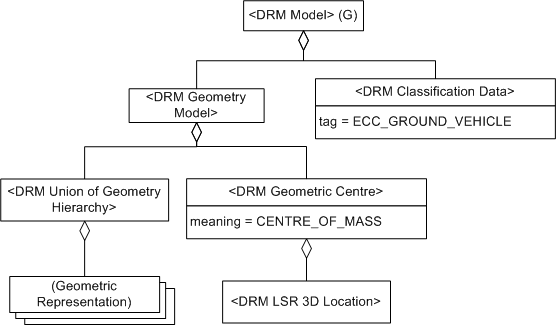 <DRM Model> (G)
<DRM Geometry
Model>
<DRM Classification Data>
tag = ECC_GROUND_VEHICLE
<DRM Union of Geometry
Hierarchy>
<DRM Geometric Centre>
meaning = CENTRE_OF_MASS
(Geometric
Representation)
<DRM LSR 3D Location>